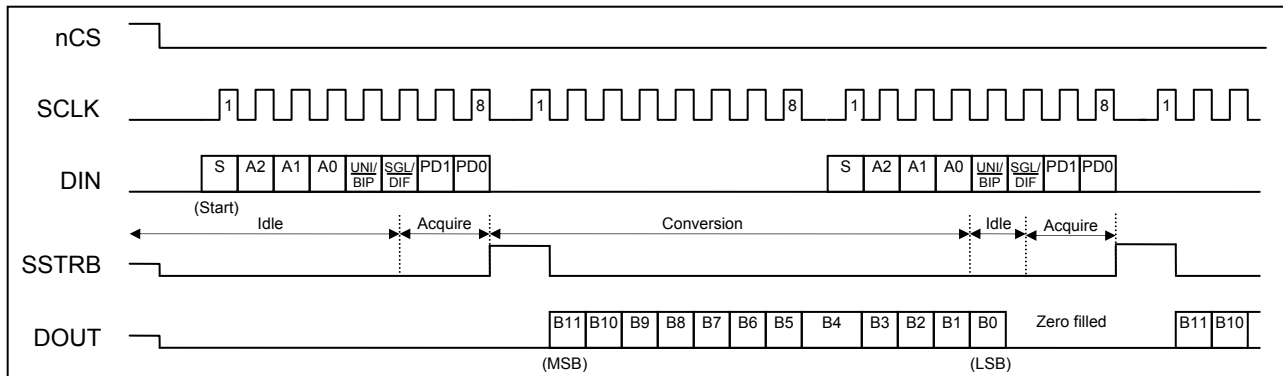 nCS
SCLK 1 8 1 8 1 8 1
DIN S A2 A1 A0 UNI/BIP SGL/DIF PD1 PD0 S A2 A1 A0 UNI/BIP SGL/DIF PD1 PD0
(Start)
Idle Acquire Conversion Idle Acquire
SSTRB
DOUT B11 B10 B9 B8 B7 B6 B5 B4 B3 B2 B1 B0 Zero filled B11 B10
(MSB) (LSB)